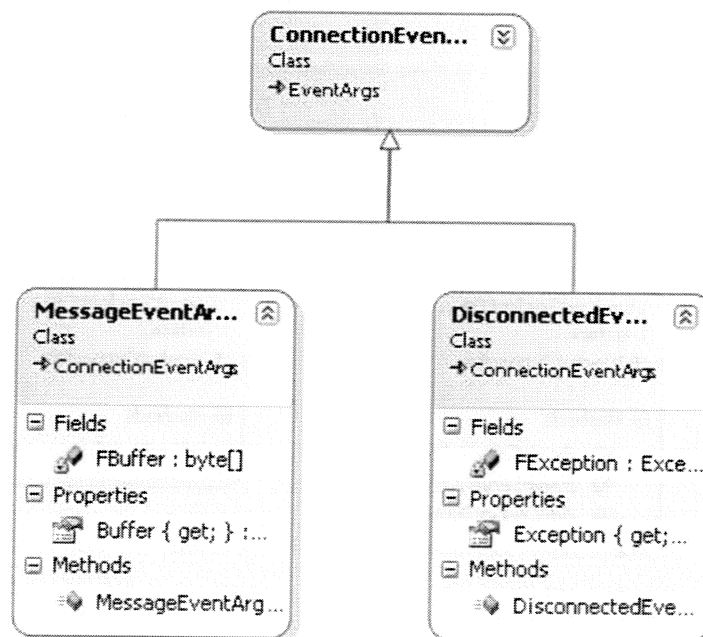 ConnectionEven...
Class
EventArgs
MessageEventAr...
Class
ConnectionEventArgs
Fields
FBuffer : byte[]
Properties
Buffer { get; } :...
Methods
MessageEventArg...
DisconnectedEv...
Class
ConnectionEventArgs
Fields
FException : Exce...
Properties
Exception { get;...
Methods
DisconnectedEve...